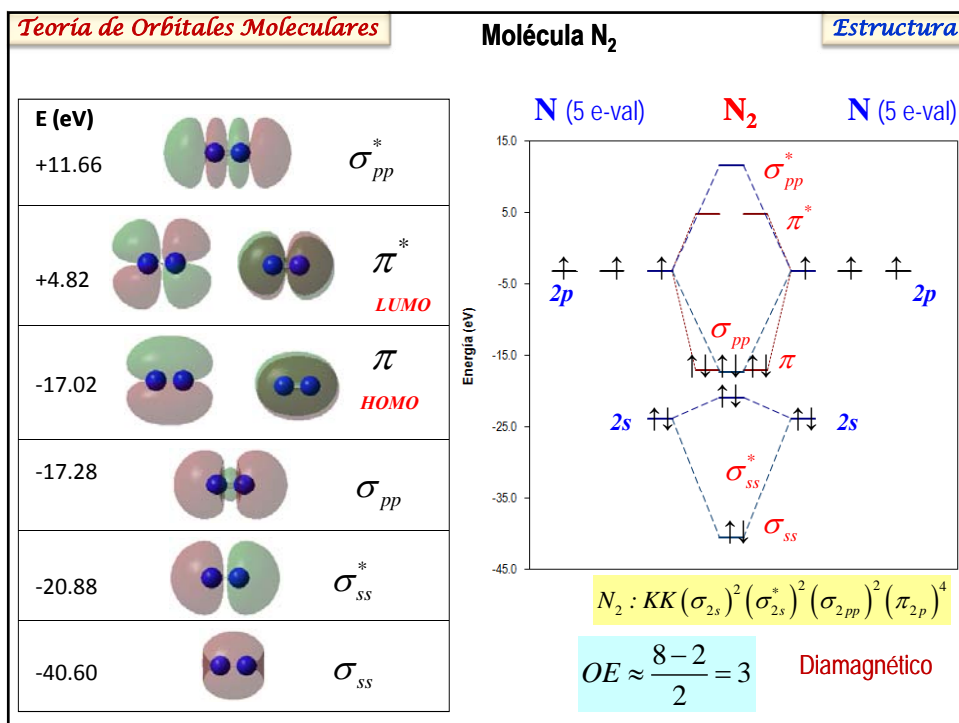 Teoría de Orbitales Moleculares
Molécula N₂
Estructura
E (eV)
+11.66
σ*pp
+4.82
π*
LUMO
-17.02
π
HOMO
-17.28
σpp
-20.88
σ*ss
-40.60
σss
N (5 e-val)
N₂
N (5 e-val)
Energía (eV)
15.0
5.0
-5.0
-15.0
-25.0
-35.0
-45.0
σ*pp
π*
2p
2p
σpp
π
2s
2s
σ*ss
σss
N₂ : KK(σ2s)²(σ*2s)²(σ2pp)²(π2p)⁴
OE ≈ (8 − 2)/2 = 3
Diamagnético